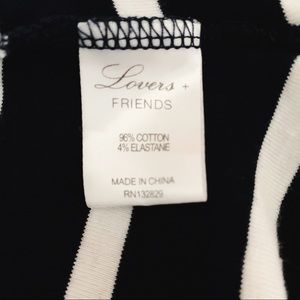 Lovers +
FRIENDS
96% COTTON
4% ELASTANE
MADE IN CHINA
RN132829